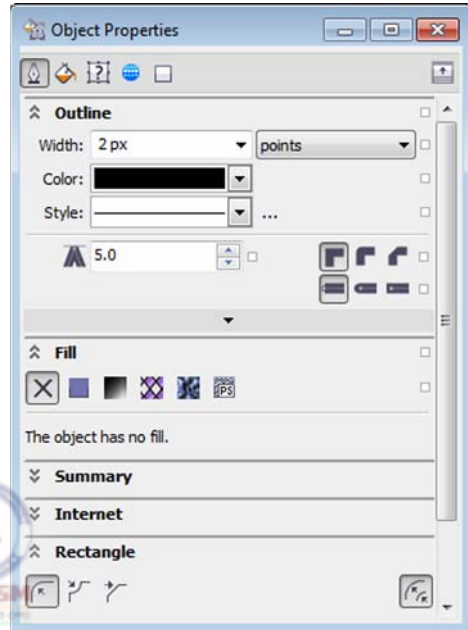 Object Properties
?
Outline
Width: 2 px points
Color:
Style: ...
5.0
Fill
PS
The object has no fill.
Summary
Internet
Rectangle